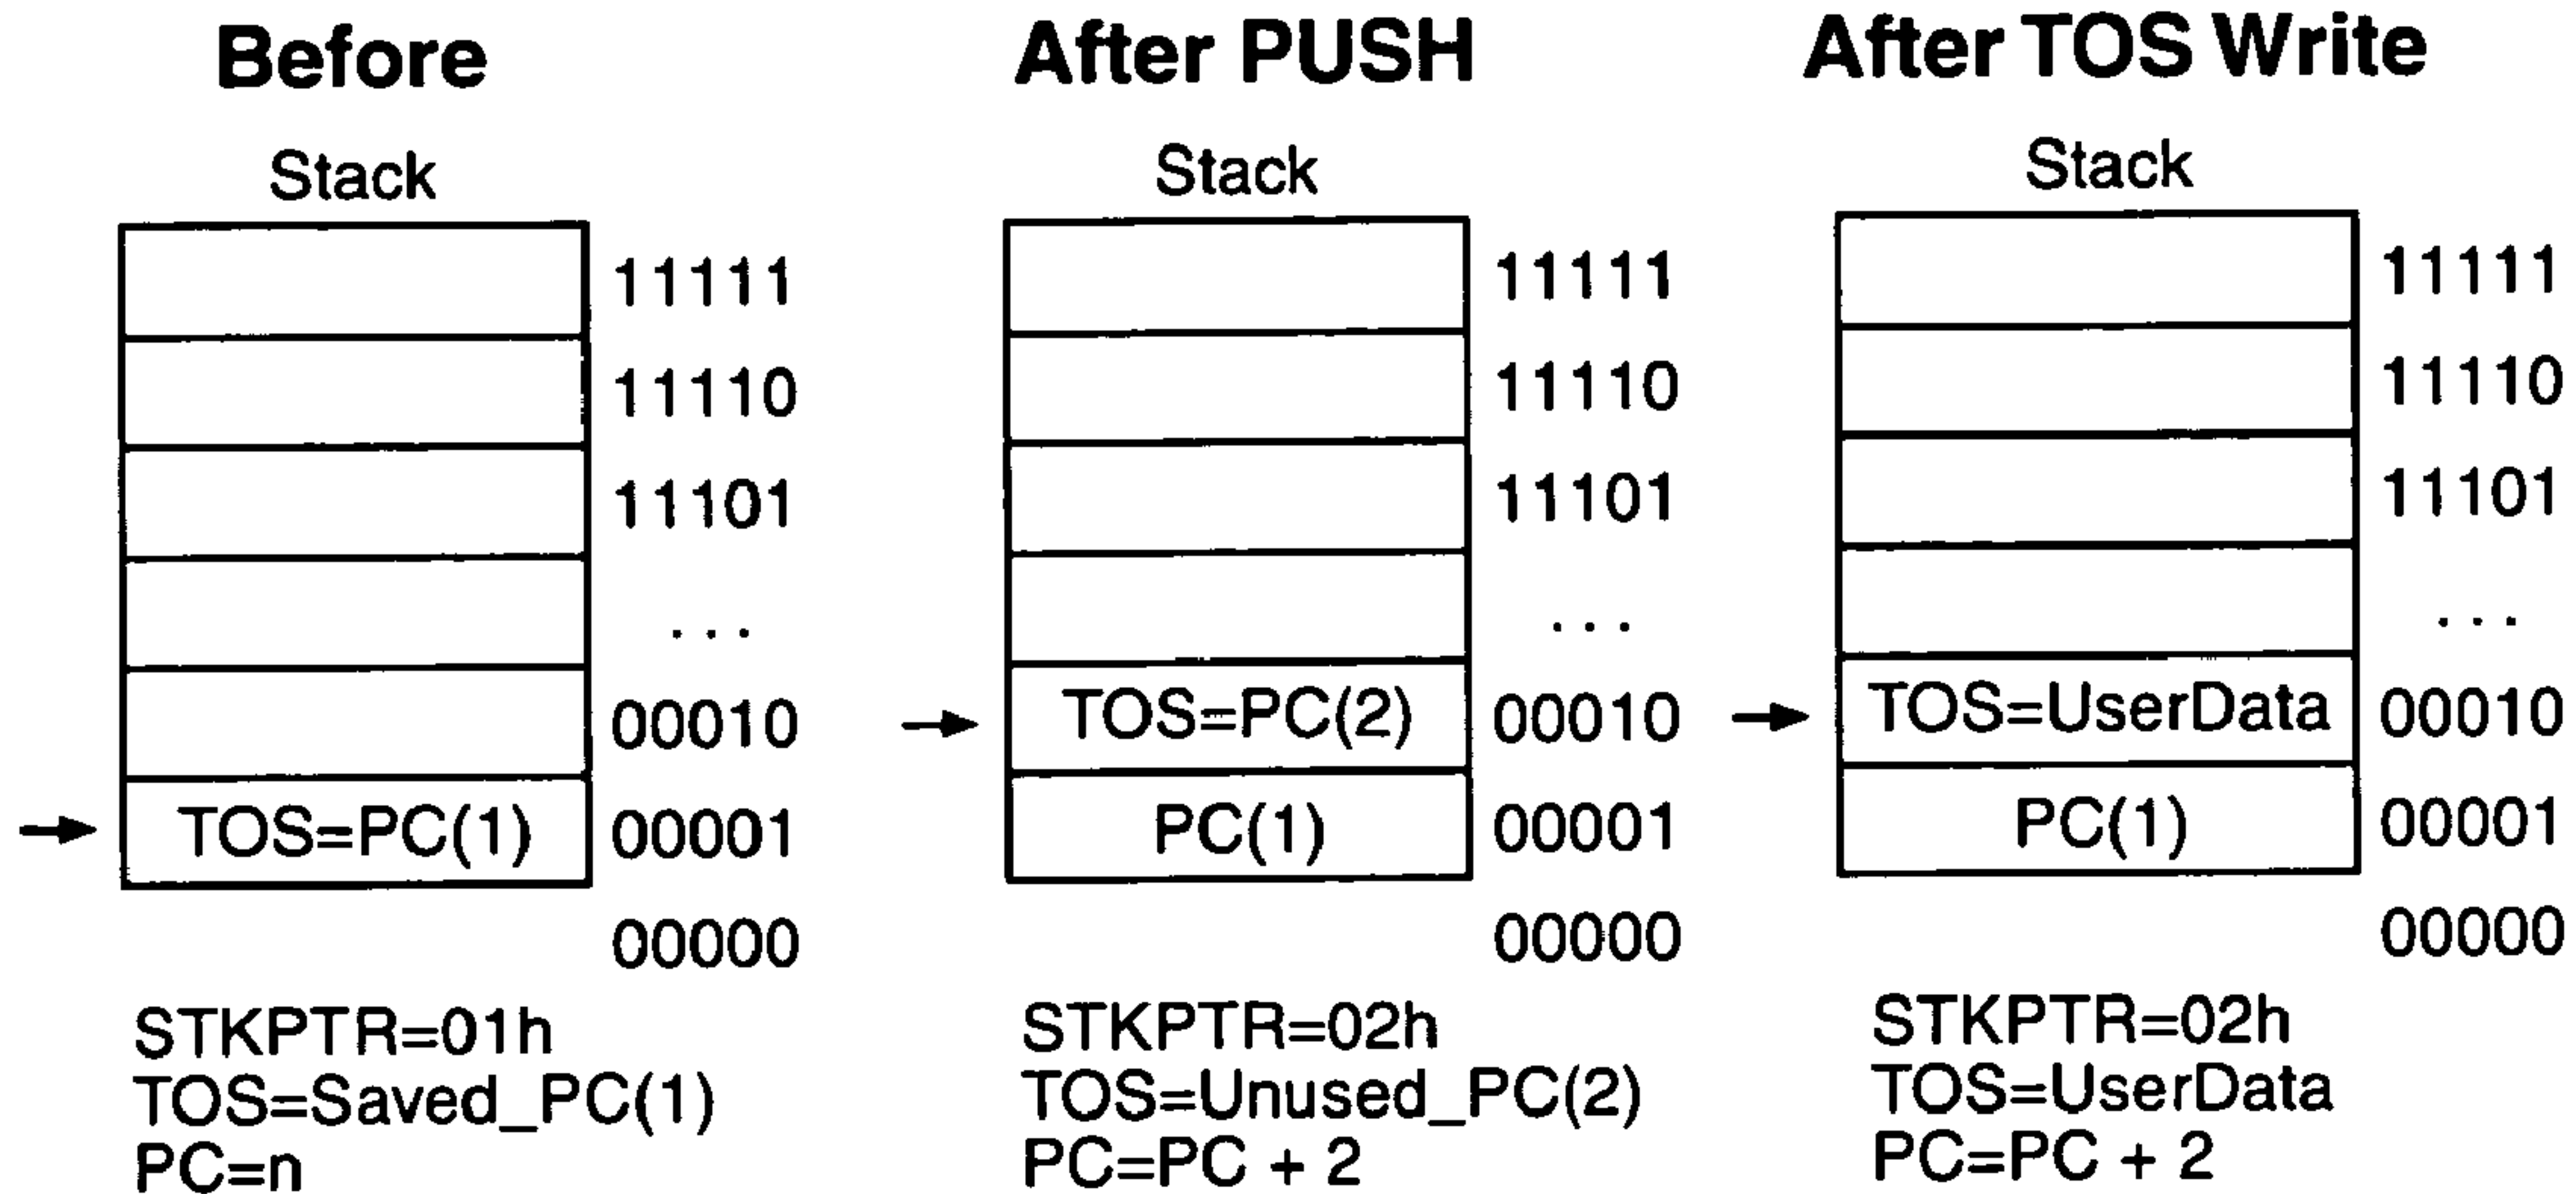 Before
Stack
11111
11110
11101
...
00010
TOS=PC(1) 00001
00000
STKPTR=01h
TOS=Saved_PC(1)
PC=n
After PUSH
Stack
11111
11110
11101
...
TOS=PC(2) 00010
PC(1) 00001
00000
STKPTR=02h
TOS=Unused_PC(2)
PC=PC + 2
After TOS Write
Stack
11111
11110
11101
...
TOS=UserData 00010
PC(1) 00001
00000
STKPTR=02h
TOS=UserData
PC=PC + 2